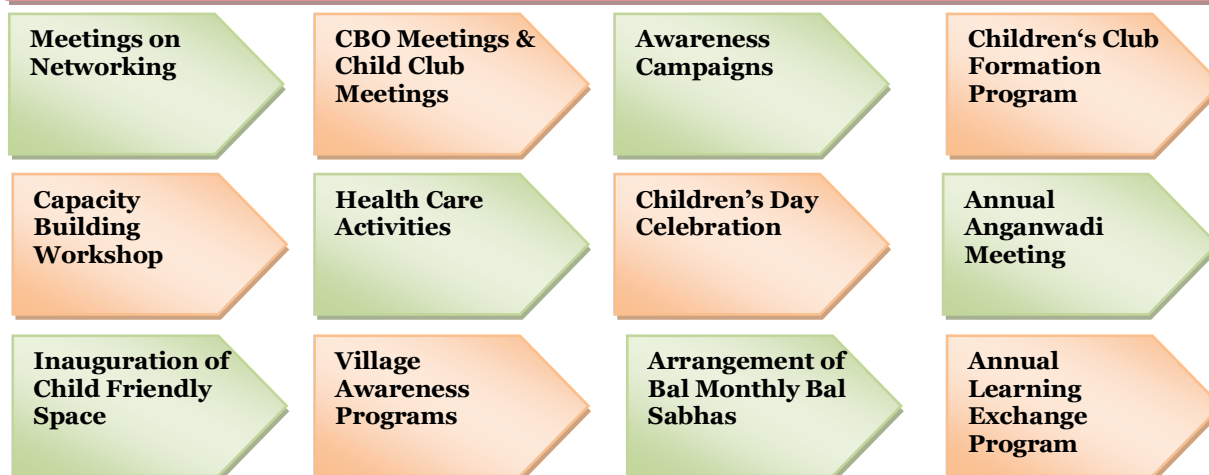 Meetings on
Networking
CBO Meetings &
Child Club
Meetings
Awareness
Campaigns
Children‘s Club
Formation
Program
Capacity
Building
Workshop
Health Care
Activities
Children’s Day
Celebration
Annual
Anganwadi
Meeting
Inauguration of
Child Friendly
Space
Village
Awareness
Programs
Arrangement of
Bal Monthly Bal
Sabhas
Annual
Learning
Exchange
Program